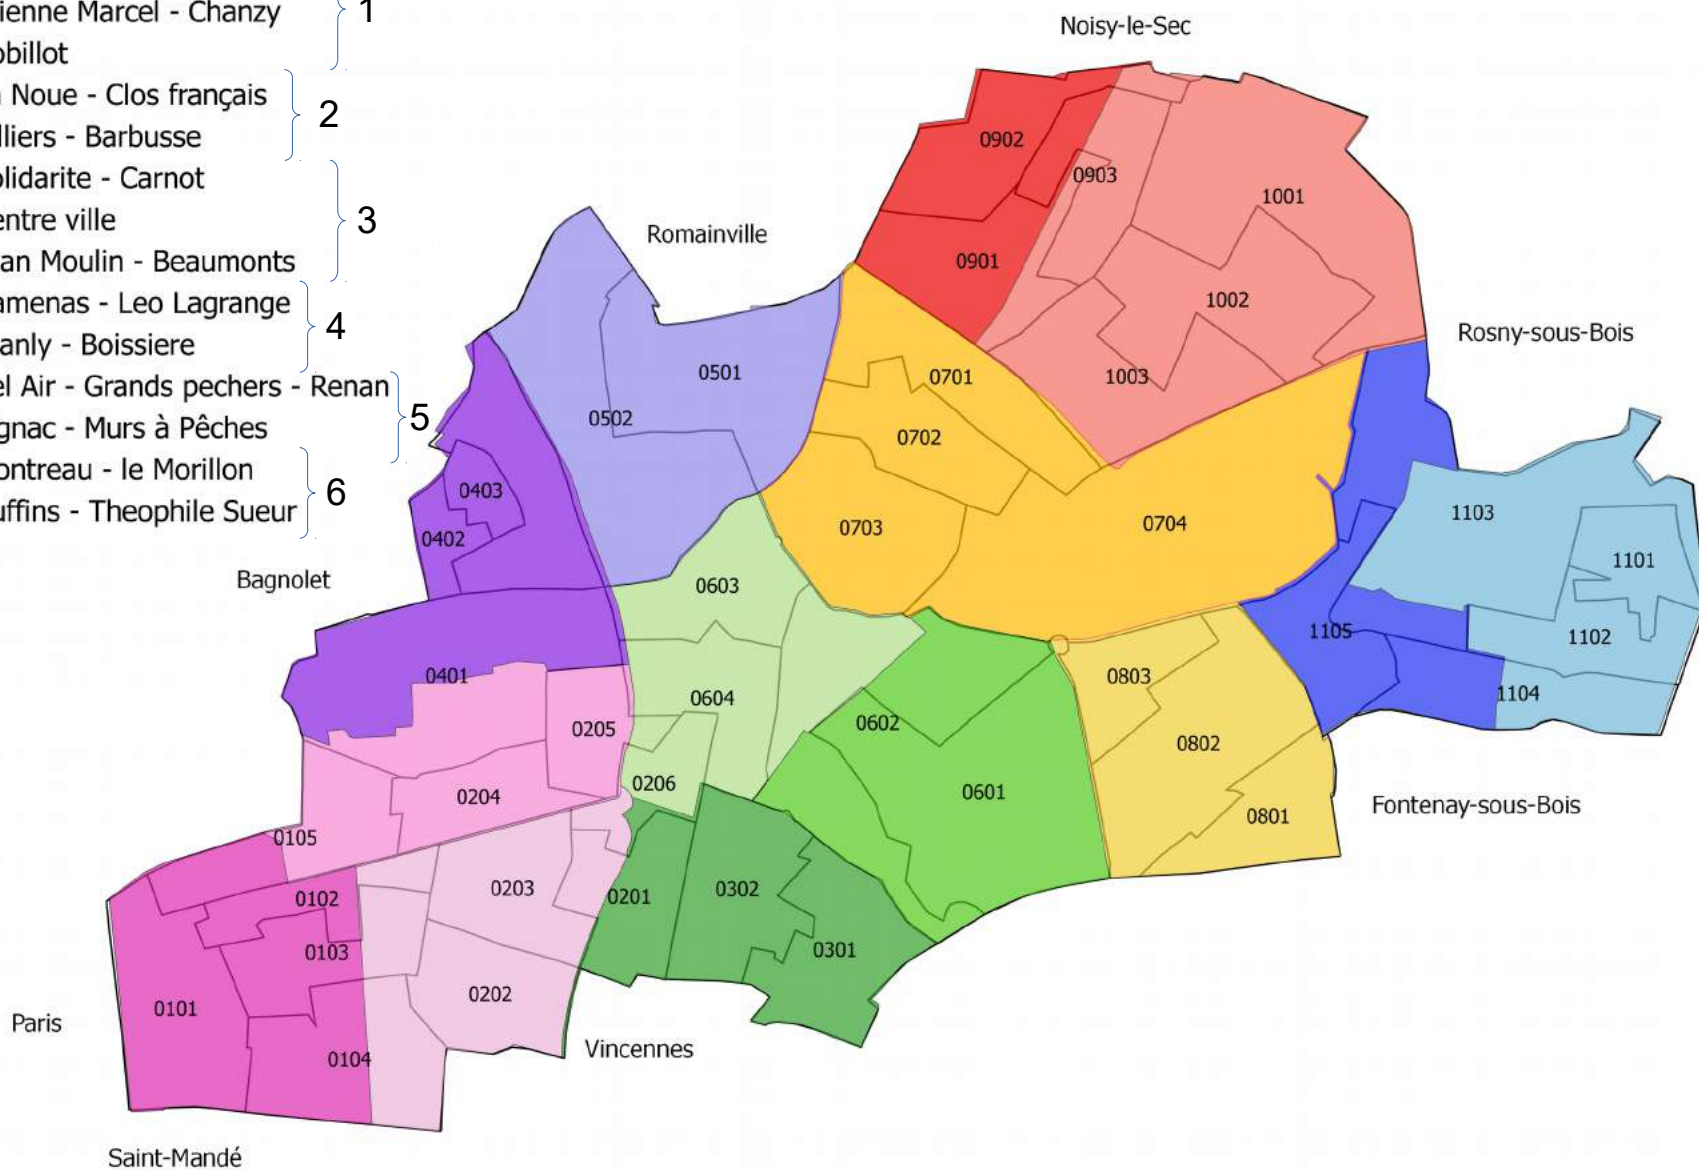 ienne Marcel - Chanzy
1
obillot
Noue - Clos français
lliers - Barbusse
2
olidarite - Carnot
entre ville
an Moulin - Beaumonts
3
amenas - Leo Lagrange
anly - Boissiere
4
el Air - Grands pechers - Renan
gnac - Murs à Pêches
5
ontreau - le Morillon
uffins - Theophile Sueur
6
Noisy-le-Sec
Romainville
Rosny-sous-Bois
Bagnolet
Fontenay-sous-Bois
Paris
Vincennes
Saint-Mandé
0902
0903
0901
1001
1002
1003
0501
0502
0701
0702
0703
0704
0403
0402
0401
1103
1101
1102
1105
1104
0603
0604
0602
0601
0803
0802
0801
0205
0206
0204
0105
0203
0201
0302
0301
0102
0103
0202
0101
0104